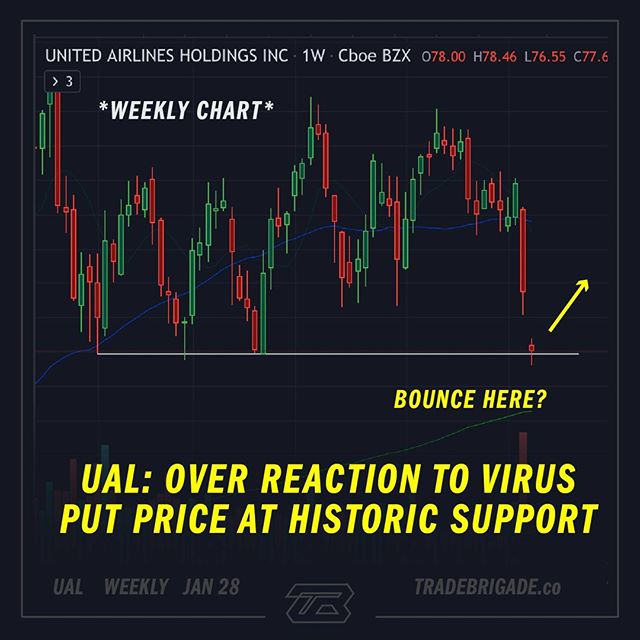 UNITED AIRLINES HOLDINGS INC · 1W · Cboe BZX O78.00 H78.46 L76.55 C77.6
> 3
*WEEKLY CHART*
BOUNCE HERE?
UAL: OVER REACTION TO VIRUS
PUT PRICE AT HISTORIC SUPPORT
UAL WEEKLY JAN 28 TRADEBRIGADE.co
TB